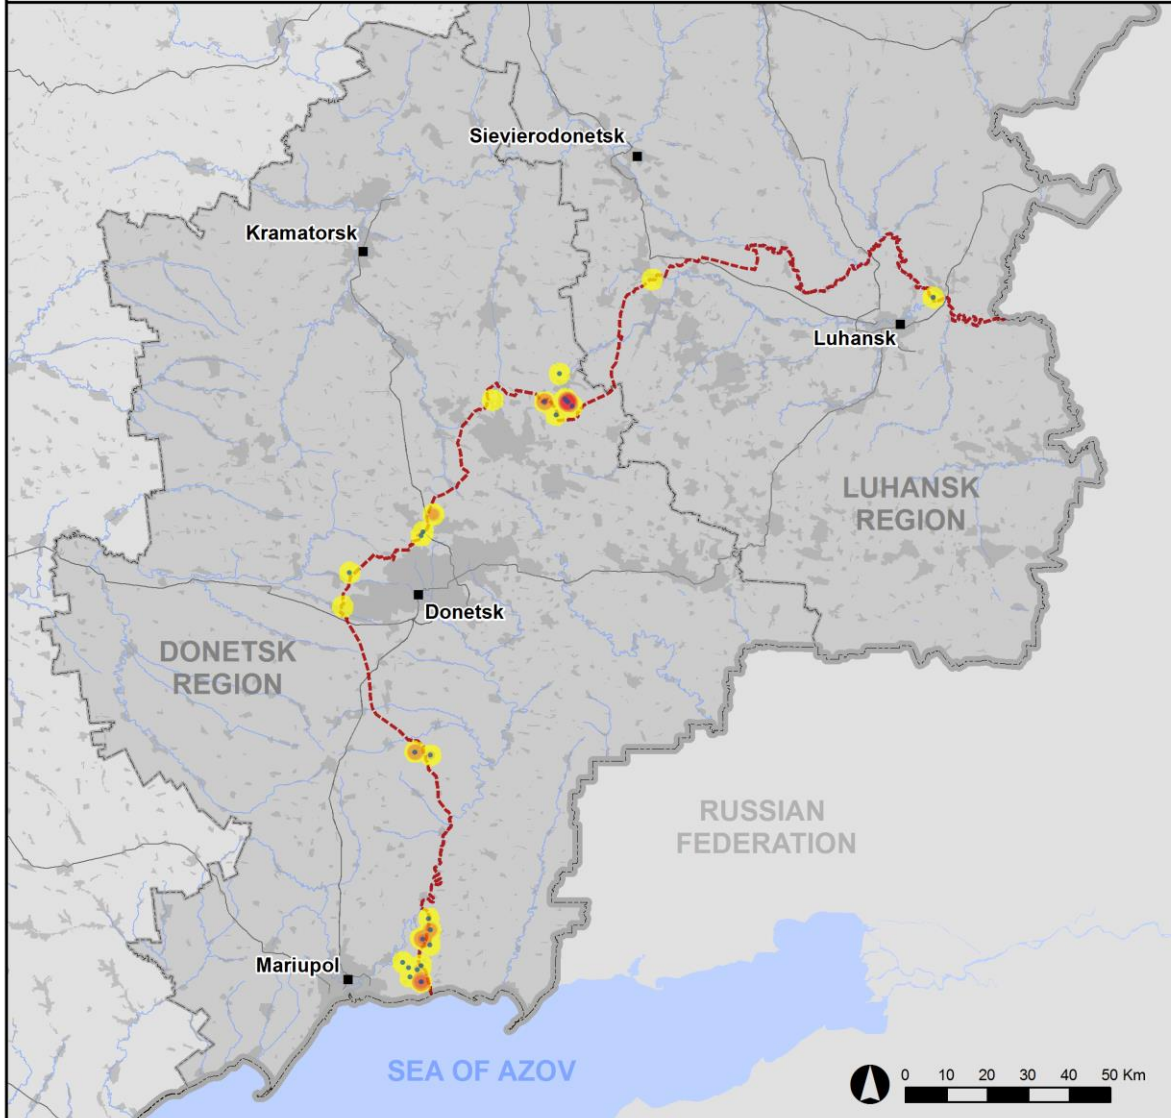 Sievierodonetsk
Kramatorsk
Luhansk
LUHANSK
REGION
Donetsk
DONETSK
REGION
RUSSIAN
FEDERATION
Mariupol
SEA OF AZOV
0 10 20 30 40 50 Km